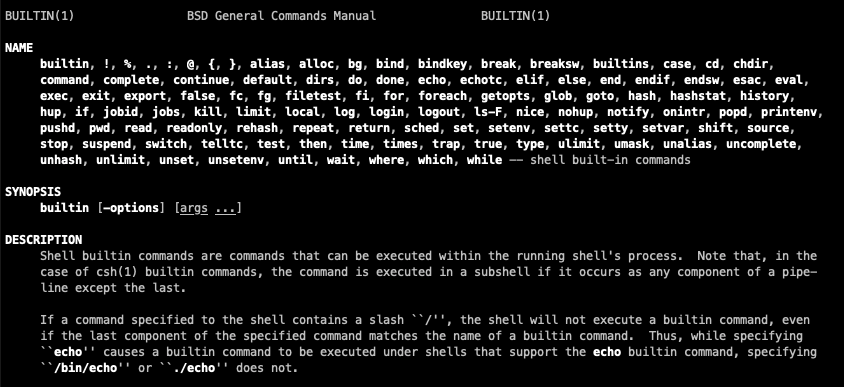 BUILTIN(1) BSD General Commands Manual BUILTIN(1)
NAME
builtin, !, %, ., :, @, {, }, alias, alloc, bg, bind, bindkey, break, breaksw, builtins, case, cd, chdir,
command, complete, continue, default, dirs, do, done, echo, echotc, elif, else, end, endif, endsw, esac, eval,
exec, exit, export, false, fc, fg, filetest, fi, for, foreach, getopts, glob, goto, hash, hashstat, history,
hup, if, jobid, jobs, kill, limit, local, log, login, logout, ls-F, nice, nohup, notify, onintr, popd, printenv,
pushd, pwd, read, readonly, rehash, repeat, return, sched, set, setenv, settc, setty, setvar, shift, source,
stop, suspend, switch, telltc, test, then, time, times, trap, true, type, ulimit, umask, unalias, uncomplete,
unhash, unlimit, unset, unsetenv, until, wait, where, which, while -- shell built-in commands
SYNOPSIS
builtin [-options] [args ...]
DESCRIPTION
Shell builtin commands are commands that can be executed within the running shell's process.  Note that, in the
case of csh(1) builtin commands, the command is executed in a subshell if it occurs as any component of a pipe-
line except the last.
If a command specified to the shell contains a slash ``/'', the shell will not execute a builtin command, even
if the last component of the specified command matches the name of a builtin command.  Thus, while specifying
``echo'' causes a builtin command to be executed under shells that support the echo builtin command, specifying
``/bin/echo'' or ``./echo'' does not.